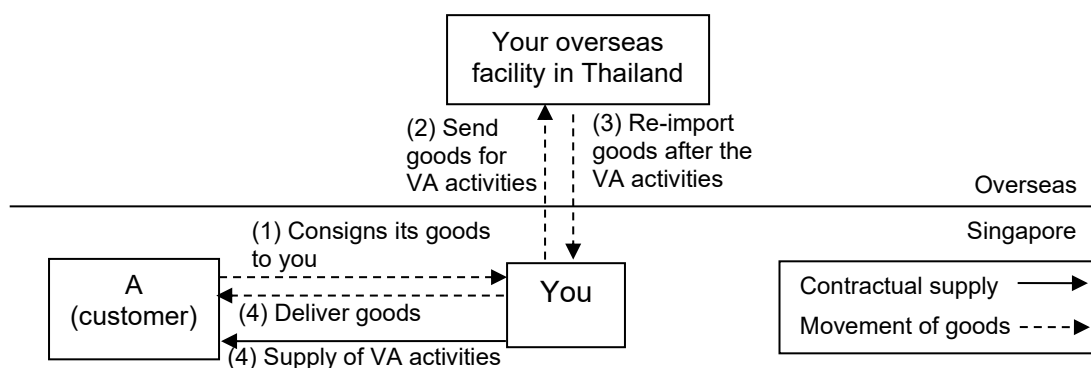 Your overseas
facility in Thailand
(2) Send
goods for
VA activities
(3) Re-import
goods after the
VA activities
Overseas
Singapore
(1) Consigns its goods
to you
A
(customer)
You
(4) Deliver goods
(4) Supply of VA activities
Contractual supply
Movement of goods